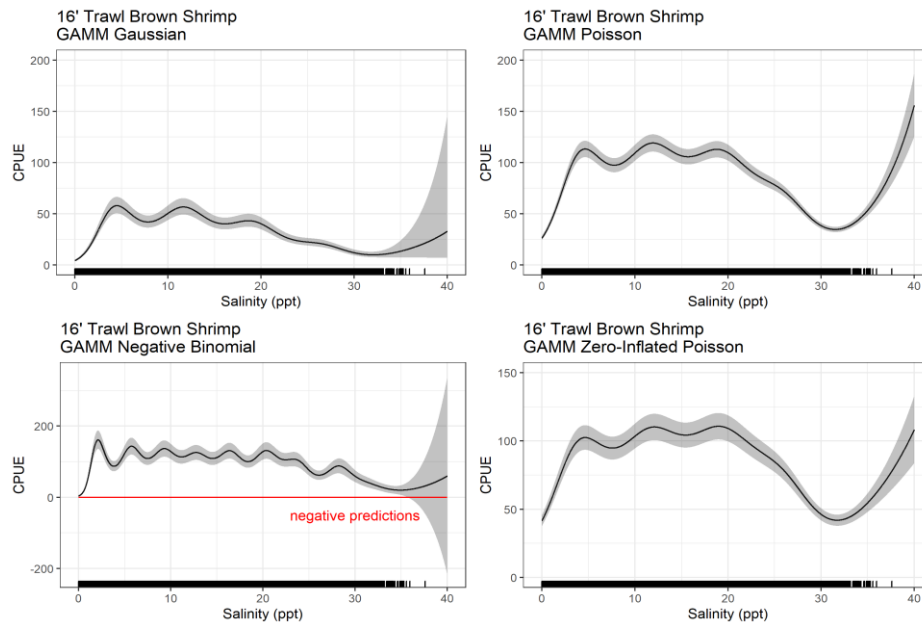 16' Trawl Brown Shrimp
GAMM Gaussian
200
150
100
50
0
CPUE
0
10
20
30
40
Salinity (ppt)
16' Trawl Brown Shrimp
GAMM Poisson
200
150
100
50
0
CPUE
0
10
20
30
40
Salinity (ppt)
16' Trawl Brown Shrimp
GAMM Negative Binomial
200
0
-200
CPUE
negative predictions
0
10
20
30
40
Salinity (ppt)
16' Trawl Brown Shrimp
GAMM Zero-Inflated Poisson
150
100
50
0
CPUE
0
10
20
30
40
Salinity (ppt)